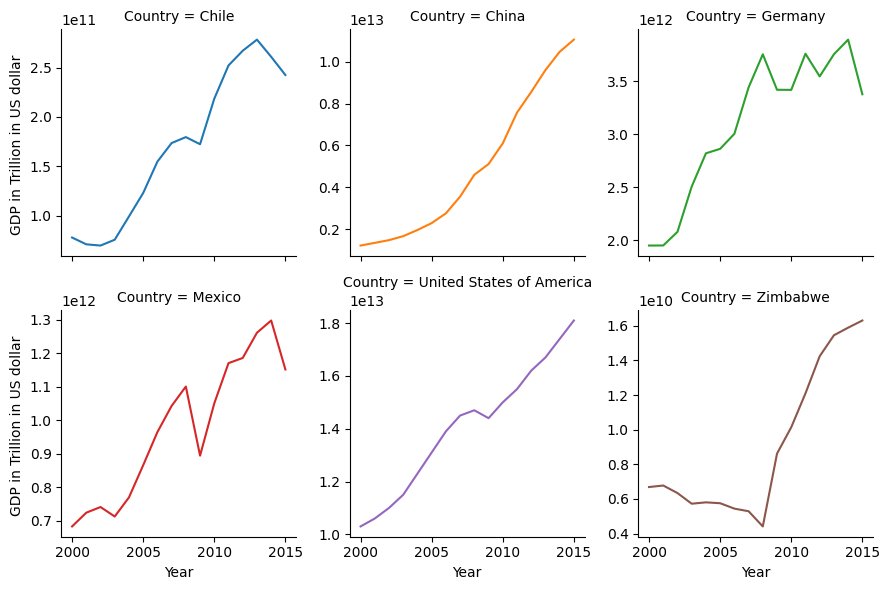 Country = Chile
Country = China
Country = Germany
1e11
1e13
1e12
GDP in Trillion in US dollar
2.5
2.0
1.5
1.0
1.0
0.8
0.6
0.4
0.2
3.5
3.0
2.5
2.0
Country = Mexico
Country = United States of America
Country = Zimbabwe
1e12
1e13
1e10
GDP in Trillion in US dollar
1.3
1.2
1.1
1.0
0.9
0.8
0.7
1.8
1.6
1.4
1.2
1.0
1.6
1.4
1.2
1.0
0.8
0.6
0.4
2000 2005 2010 2015
2000 2005 2010 2015
2000 2005 2010 2015
Year
Year
Year